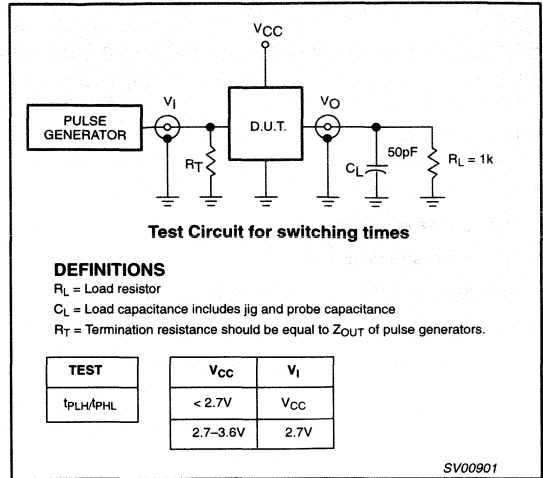 VCC
PULSE
GENERATOR
VI
RT
D.U.T.
VO
50pF
CL
RL = 1k
Test Circuit for switching times
DEFINITIONS
RL = Load resistor
CL = Load capacitance includes jig and probe capacitance
RT = Termination resistance should be equal to ZOUT of pulse generators.
TEST
tPLH/tPHL
VCC VI
< 2.7V VCC
2.7–3.6V 2.7V
SV00901